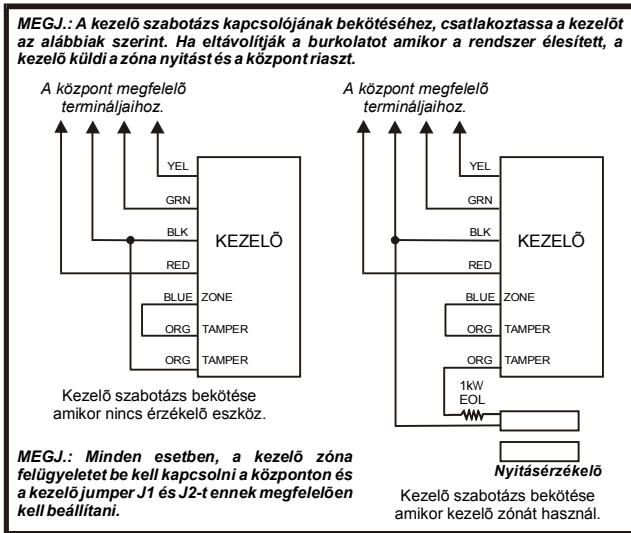 MEGJ.: A kezelõ szabotázs kapcsolójának bekötéséhez, csatlakoztassa a kezelõt
az alábbiak szerint. Ha eltávolítják a burkolatot amikor a rendszer élesített, a
kezelõ küldi a zóna nyitást és a központ riaszt.
A központ megfelelõ
termináljaihoz.
YEL
GRN
BLK
RED
BLUE ZONE
ORG TAMPER
ORG TAMPER
KEZELÕ
Kezelõ szabotázs bekötése
amikor nincs érzékelõ eszköz.
MEGJ.: Minden esetben, a kezelõ zóna
felügyeletet be kell kapcsolni a központon és
a kezelõ jumper J1 és J2-t ennek megfelelõen
kell beállítani.
A központ megfelelõ
termináljaihoz.
YEL
GRN
BLK
RED
BLUE ZONE
ORG TAMPER
ORG TAMPER
KEZELÕ
1kW
EOL
Nyitásérzékelõ
Kezelõ szabotázs bekötése
amikor kezelõ zónát használ.